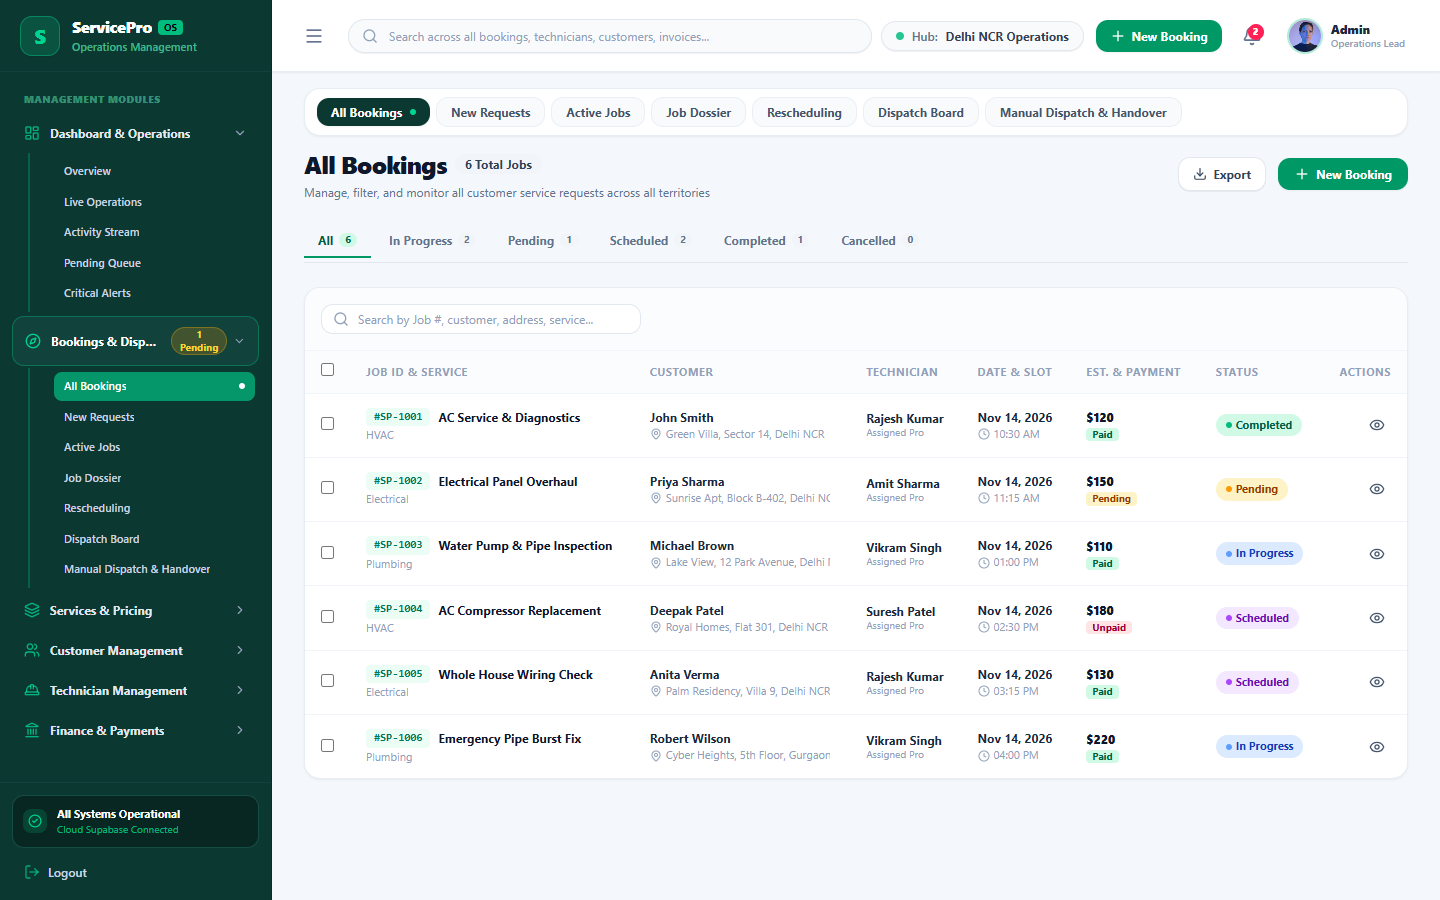 S
ServicePro OS
Operations Management
MANAGEMENT MODULES
Dashboard & Operations
Overview
Live Operations
Activity Stream
Pending Queue
Critical Alerts
Bookings & Disp...
1
Pending
All Bookings
New Requests
Active Jobs
Job Dossier
Rescheduling
Dispatch Board
Manual Dispatch & Handover
Services & Pricing
Customer Management
Technician Management
Finance & Payments
All Systems Operational
Cloud Supabase Connected
Logout
Search across all bookings, technicians, customers, invoices...
Hub: Delhi NCR Operations
New Booking
2
Admin
Operations Lead
All Bookings
New Requests
Active Jobs
Job Dossier
Rescheduling
Dispatch Board
Manual Dispatch & Handover
All Bookings 6 Total Jobs
Manage, filter, and monitor all customer service requests across all territories
Export
New Booking
All 6
In Progress 2
Pending 1
Scheduled 2
Completed 1
Cancelled 0
Search by Job #, customer, address, service...
JOB ID & SERVICE CUSTOMER TECHNICIAN DATE & SLOT EST. & PAYMENT STATUS ACTIONS
#SP-1001 AC Service & Diagnostics John Smith Rajesh Kumar Nov 14, 2026 $120 Completed
HVAC Green Villa, Sector 14, Delhi NCR Assigned Pro 10:30 AM Paid
#SP-1002 Electrical Panel Overhaul Priya Sharma Amit Sharma Nov 14, 2026 $150 Pending
Electrical Sunrise Apt, Block B-402, Delhi NC Assigned Pro 11:15 AM Pending
#SP-1003 Water Pump & Pipe Inspection Michael Brown Vikram Singh Nov 14, 2026 $110 In Progress
Plumbing Lake View, 12 Park Avenue, Delhi Assigned Pro 01:00 PM Paid
#SP-1004 AC Compressor Replacement Deepak Patel Suresh Patel Nov 14, 2026 $180 Scheduled
HVAC Royal Homes, Flat 301, Delhi NCR Assigned Pro 02:30 PM Unpaid
#SP-1005 Whole House Wiring Check Anita Verma Rajesh Kumar Nov 14, 2026 $130 Scheduled
Electrical Palm Residency, Villa 9, Delhi NCR Assigned Pro 03:15 PM Paid
#SP-1006 Emergency Pipe Burst Fix Robert Wilson Vikram Singh Nov 14, 2026 $220 In Progress
Plumbing Cyber Heights, 5th Floor, Gurgaon Assigned Pro 04:00 PM Paid